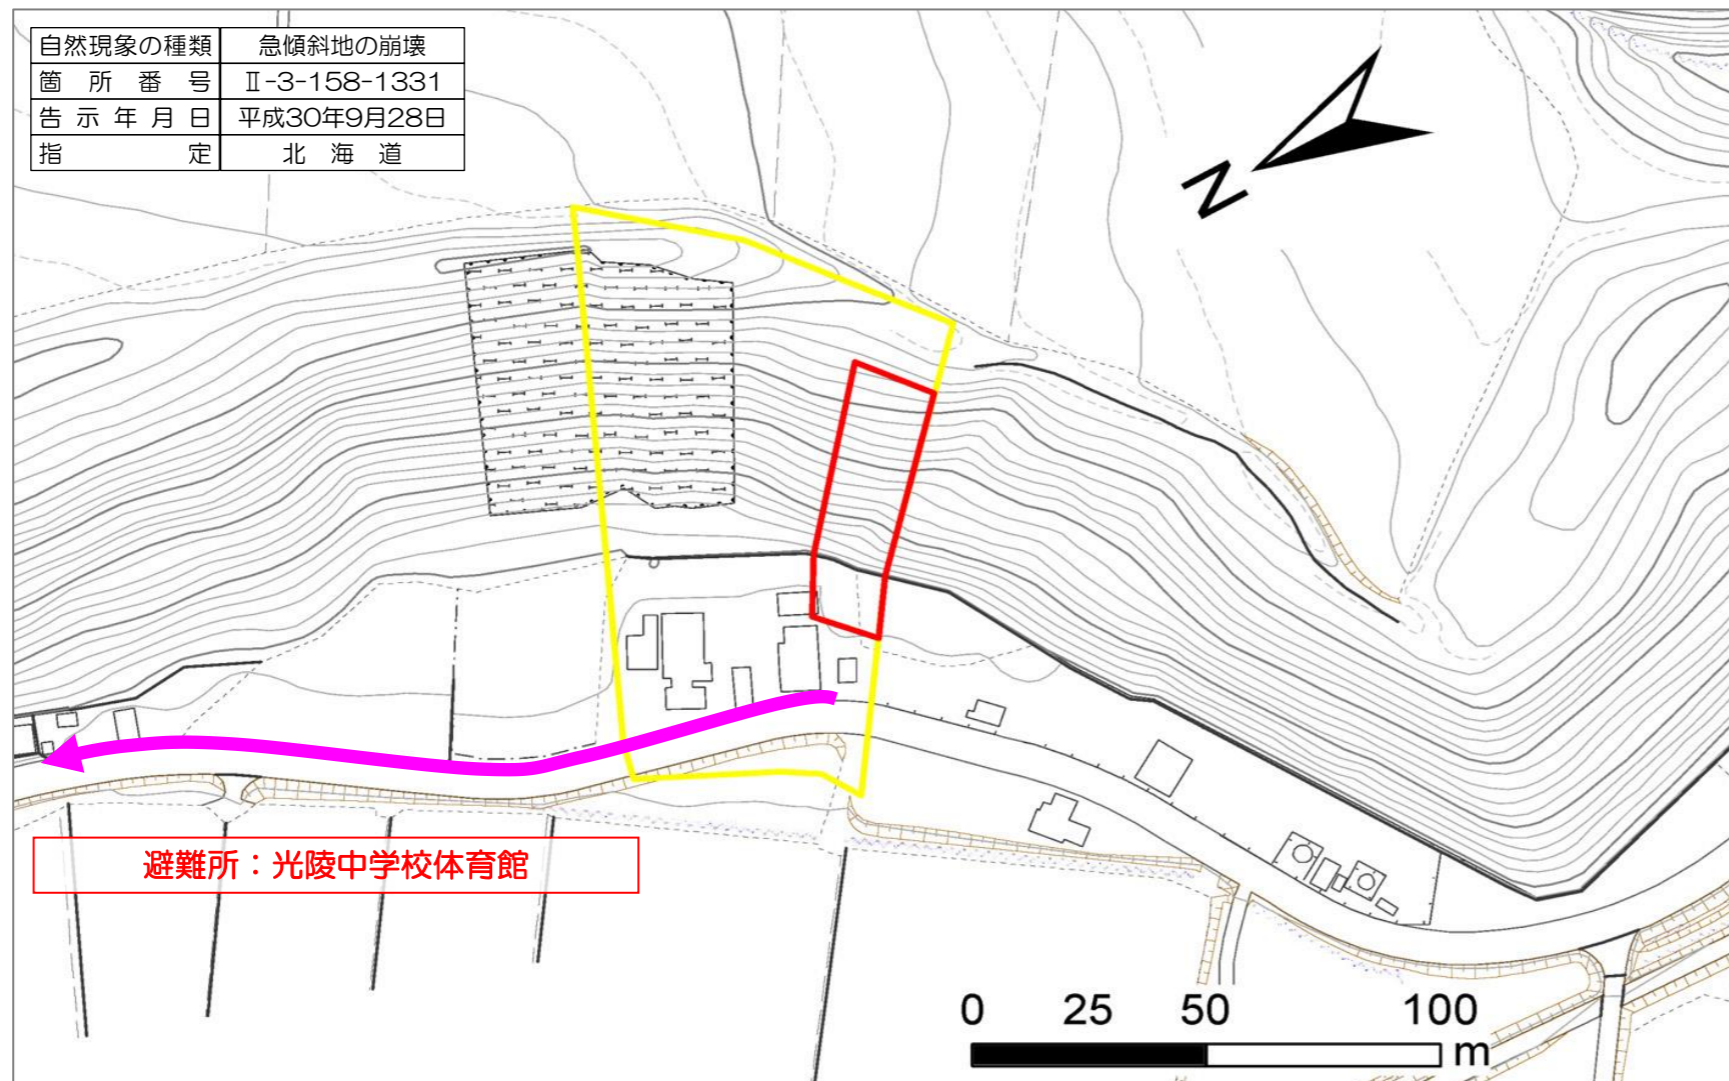 自然現象の種類 急傾斜地の崩壊
箇所番号 Ⅱ-3-158-1331
告示年月日 平成30年9月28日
指定 北海道
N
避難所：光陵中学校体育館
0 25 50 100
m